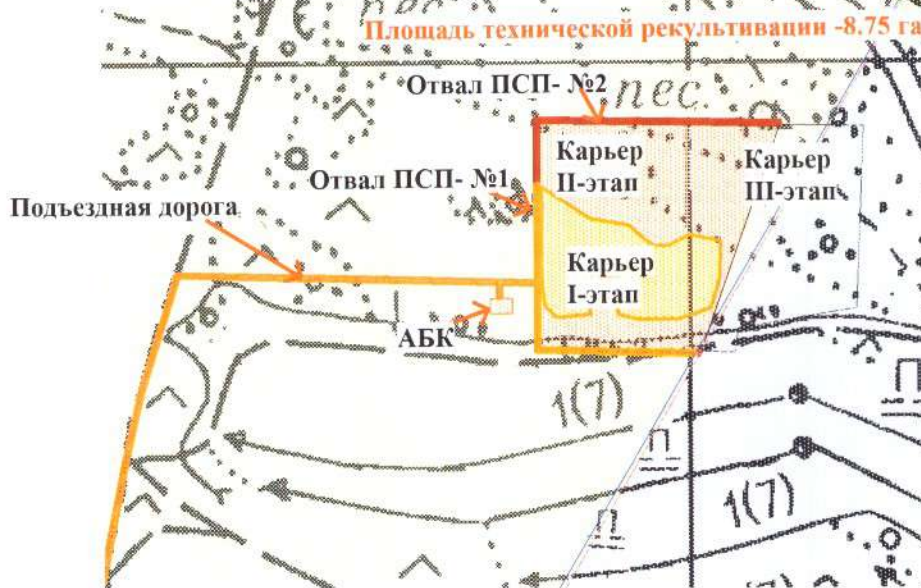 Площадь технической рекультивации -8.75 га
Отвал ПСП- №2
пес.
Карьер
II-этап
Карьер
III-этап
Отвал ПСП- №1
Подъездная дорога
Карьер
I-этап
АБК
1(7)
П
П
1(7)
П